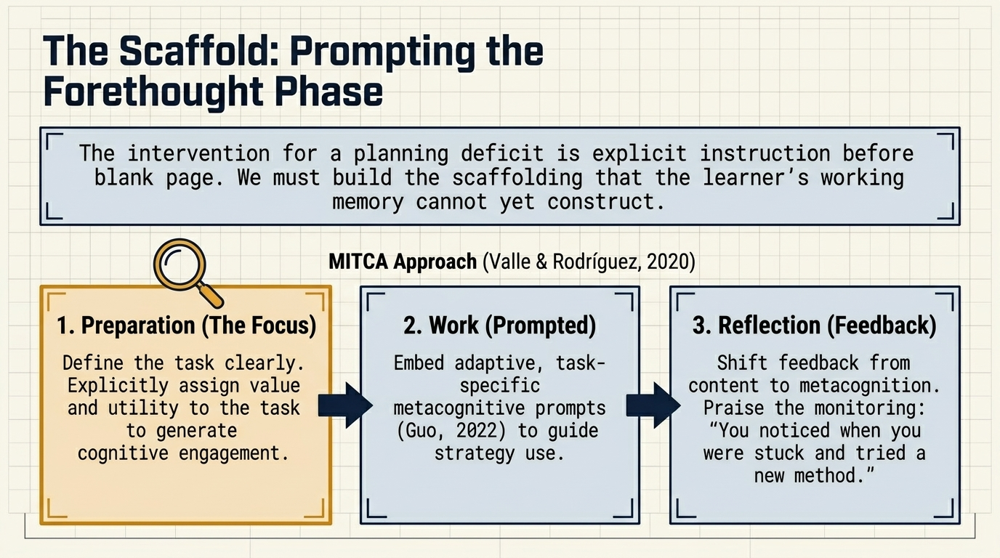 The Scaffold: Prompting the
Forethought Phase
The intervention for a planning deficit is explicit instruction before
blank page. We must build the scaffolding that the learner’s working
memory cannot yet construct.
MITCA Approach (Valle & Rodríguez, 2020)
1. Preparation (The Focus)
Define the task clearly.
Explicitly assign value
and utility to the task
to generate
cognitive engagement.
2. Work (Prompted)
Embed adaptive, task-
specific
metacognitive prompts
(Guo, 2022) to guide
strategy use.
3. Reflection (Feedback)
Shift feedback from
content to metacognition.
Praise the monitoring:
“You noticed when you
were stuck and tried a
new method.”